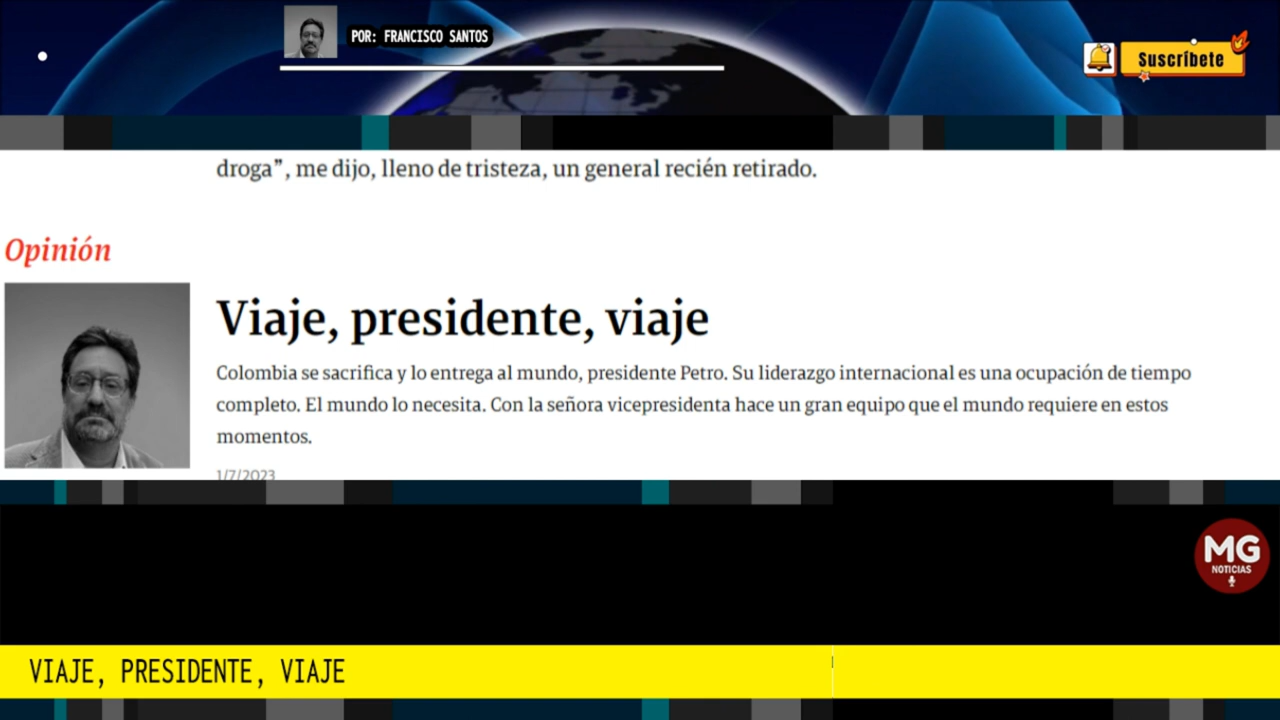 POR: FRANCISCO SANTOS
Suscríbete
droga”, me dijo, lleno de tristeza, un general recién retirado.
Opinión
Viaje, presidente, viaje
Colombia se sacrifica y lo entrega al mundo, presidente Petro. Su liderazgo internacional es una ocupación de tiempo
completo. El mundo lo necesita. Con la señora vicepresidenta hace un gran equipo que el mundo requiere en estos
momentos.
1/7/2023
MG
NOTICIAS
VIAJE, PRESIDENTE, VIAJE